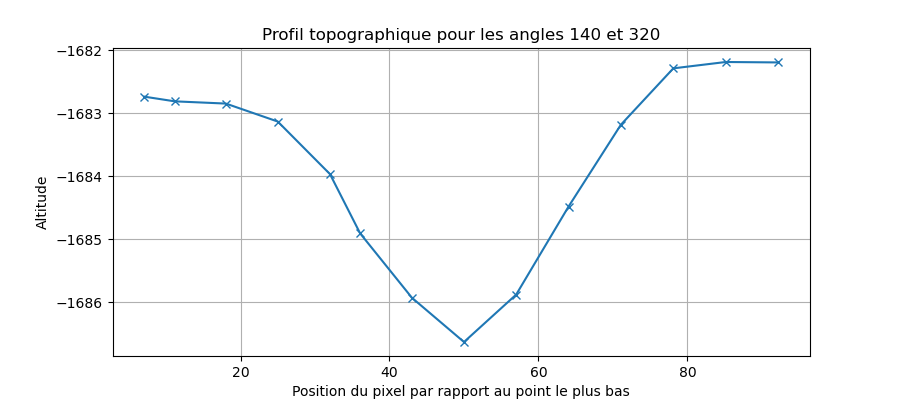 Profil topographique pour les angles 140 et 320
−1682
−1683
−1684
−1685
−1686
Altitude
20 40 60 80
Position du pixel par rapport au point le plus bas